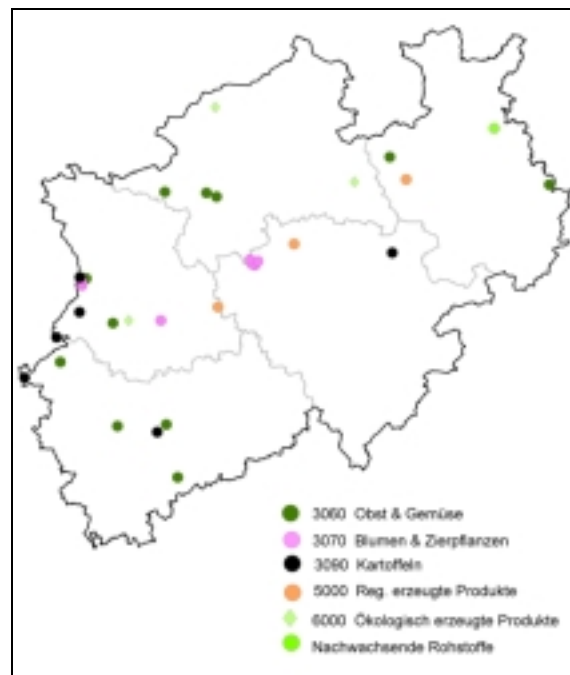 3060 Obst & Gemüse
3070 Blumen & Zierpflanzen
3090 Kartoffeln
5000 Reg. erzeugte Produkte
6000 Ökologisch erzeugte Produkte
Nachwachsende Rohstoffe